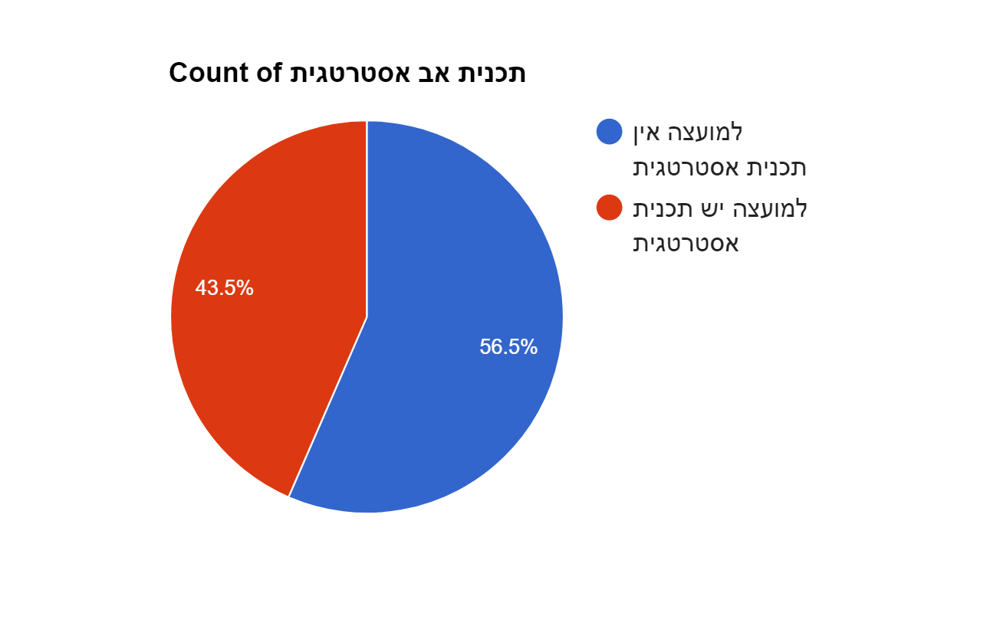 Count of תכנית אב אסטרטגית
למועצה אין
תכנית אסטרטגית
למועצה יש תכנית
אסטרטגית
43.5%
56.5%